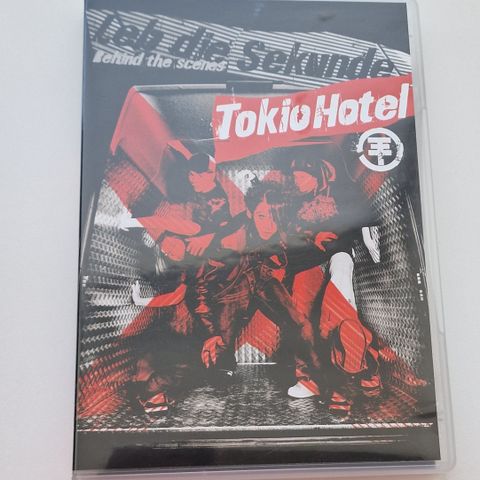 Leb die Sekunde
Behind the scenes
Tokio Hotel